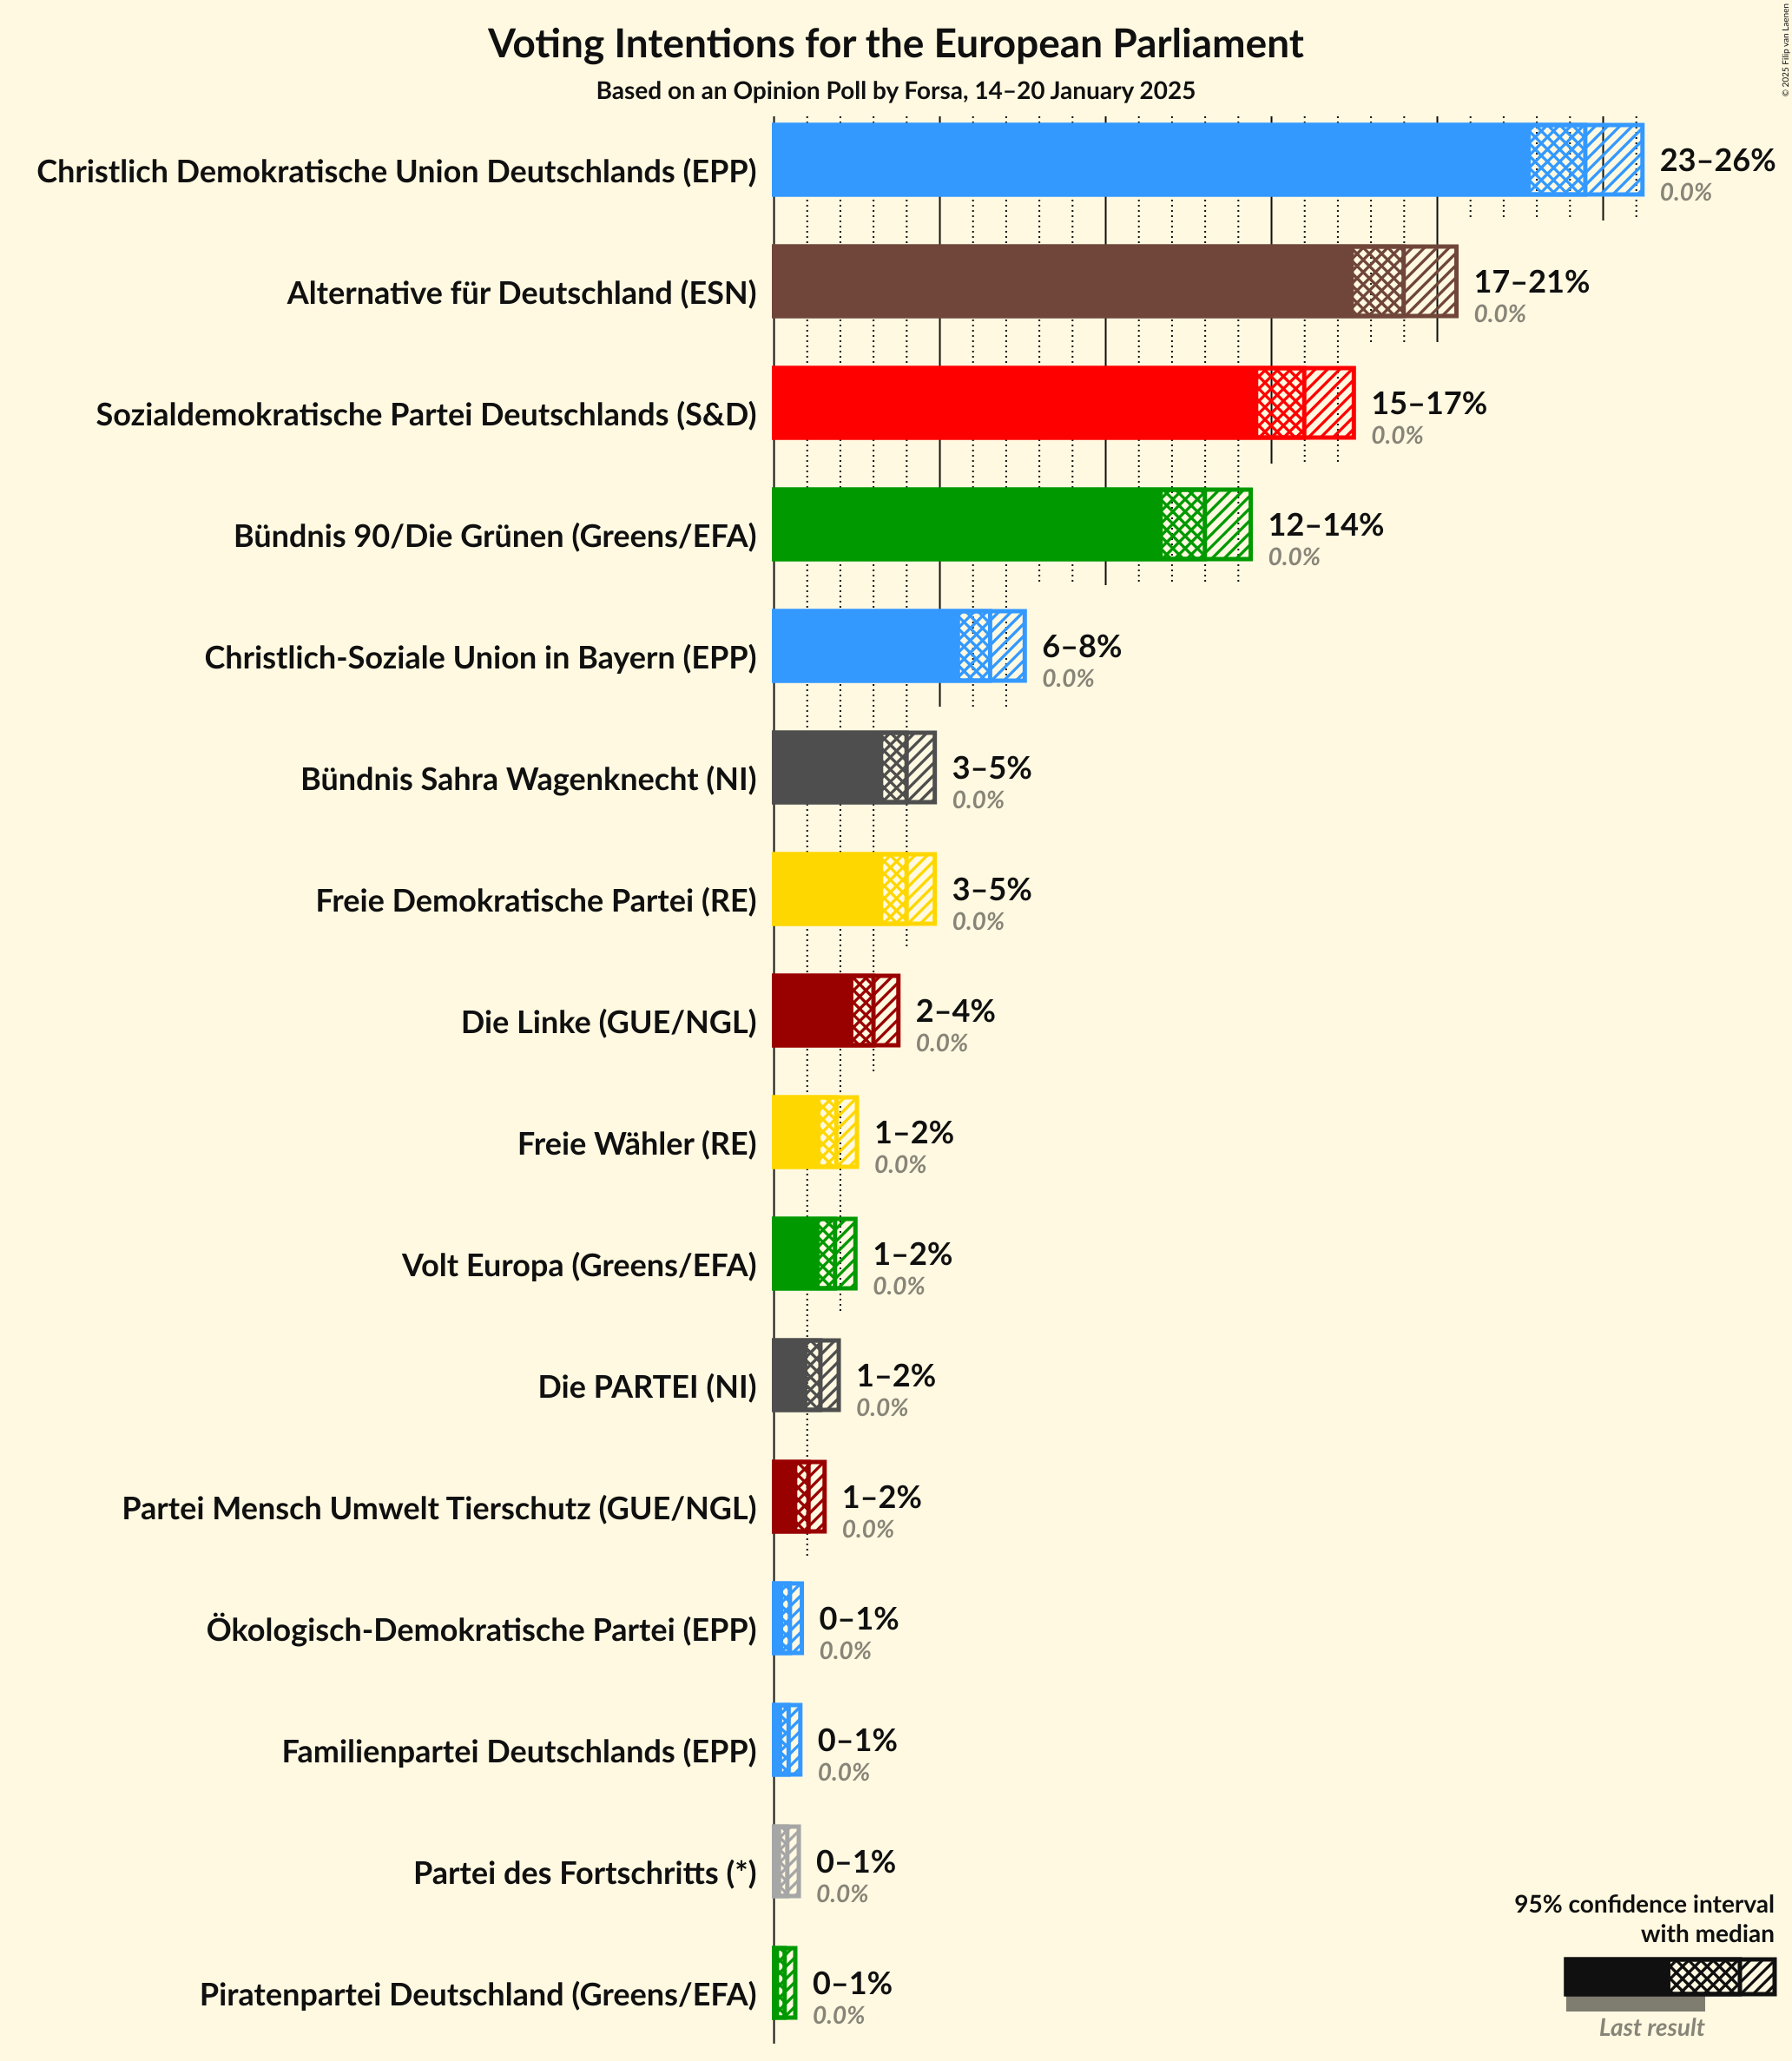 Voting Intentions for the European Parliament
Based on an Opinion Poll by Forsa, 14–20 January 2025
© 2025 Filip van Laenen
Christlich Demokratische Union Deutschlands (EPP)
23–26%
0.0%
Alternative für Deutschland (ESN)
17–21%
0.0%
Sozialdemokratische Partei Deutschlands (S&D)
15–17%
0.0%
Bündnis 90/Die Grünen (Greens/EFA)
12–14%
0.0%
Christlich-Soziale Union in Bayern (EPP)
6–8%
0.0%
Bündnis Sahra Wagenknecht (NI)
3–5%
0.0%
Freie Demokratische Partei (RE)
3–5%
0.0%
Die Linke (GUE/NGL)
2–4%
0.0%
Freie Wähler (RE)
1–2%
0.0%
Volt Europa (Greens/EFA)
1–2%
0.0%
Die PARTEI (NI)
1–2%
0.0%
Partei Mensch Umwelt Tierschutz (GUE/NGL)
1–2%
0.0%
Ökologisch-Demokratische Partei (EPP)
0–1%
0.0%
Familienpartei Deutschlands (EPP)
0–1%
0.0%
Partei des Fortschritts (*)
0–1%
0.0%
Piratenpartei Deutschland (Greens/EFA)
0–1%
0.0%
95% confidence interval
with median
Last result